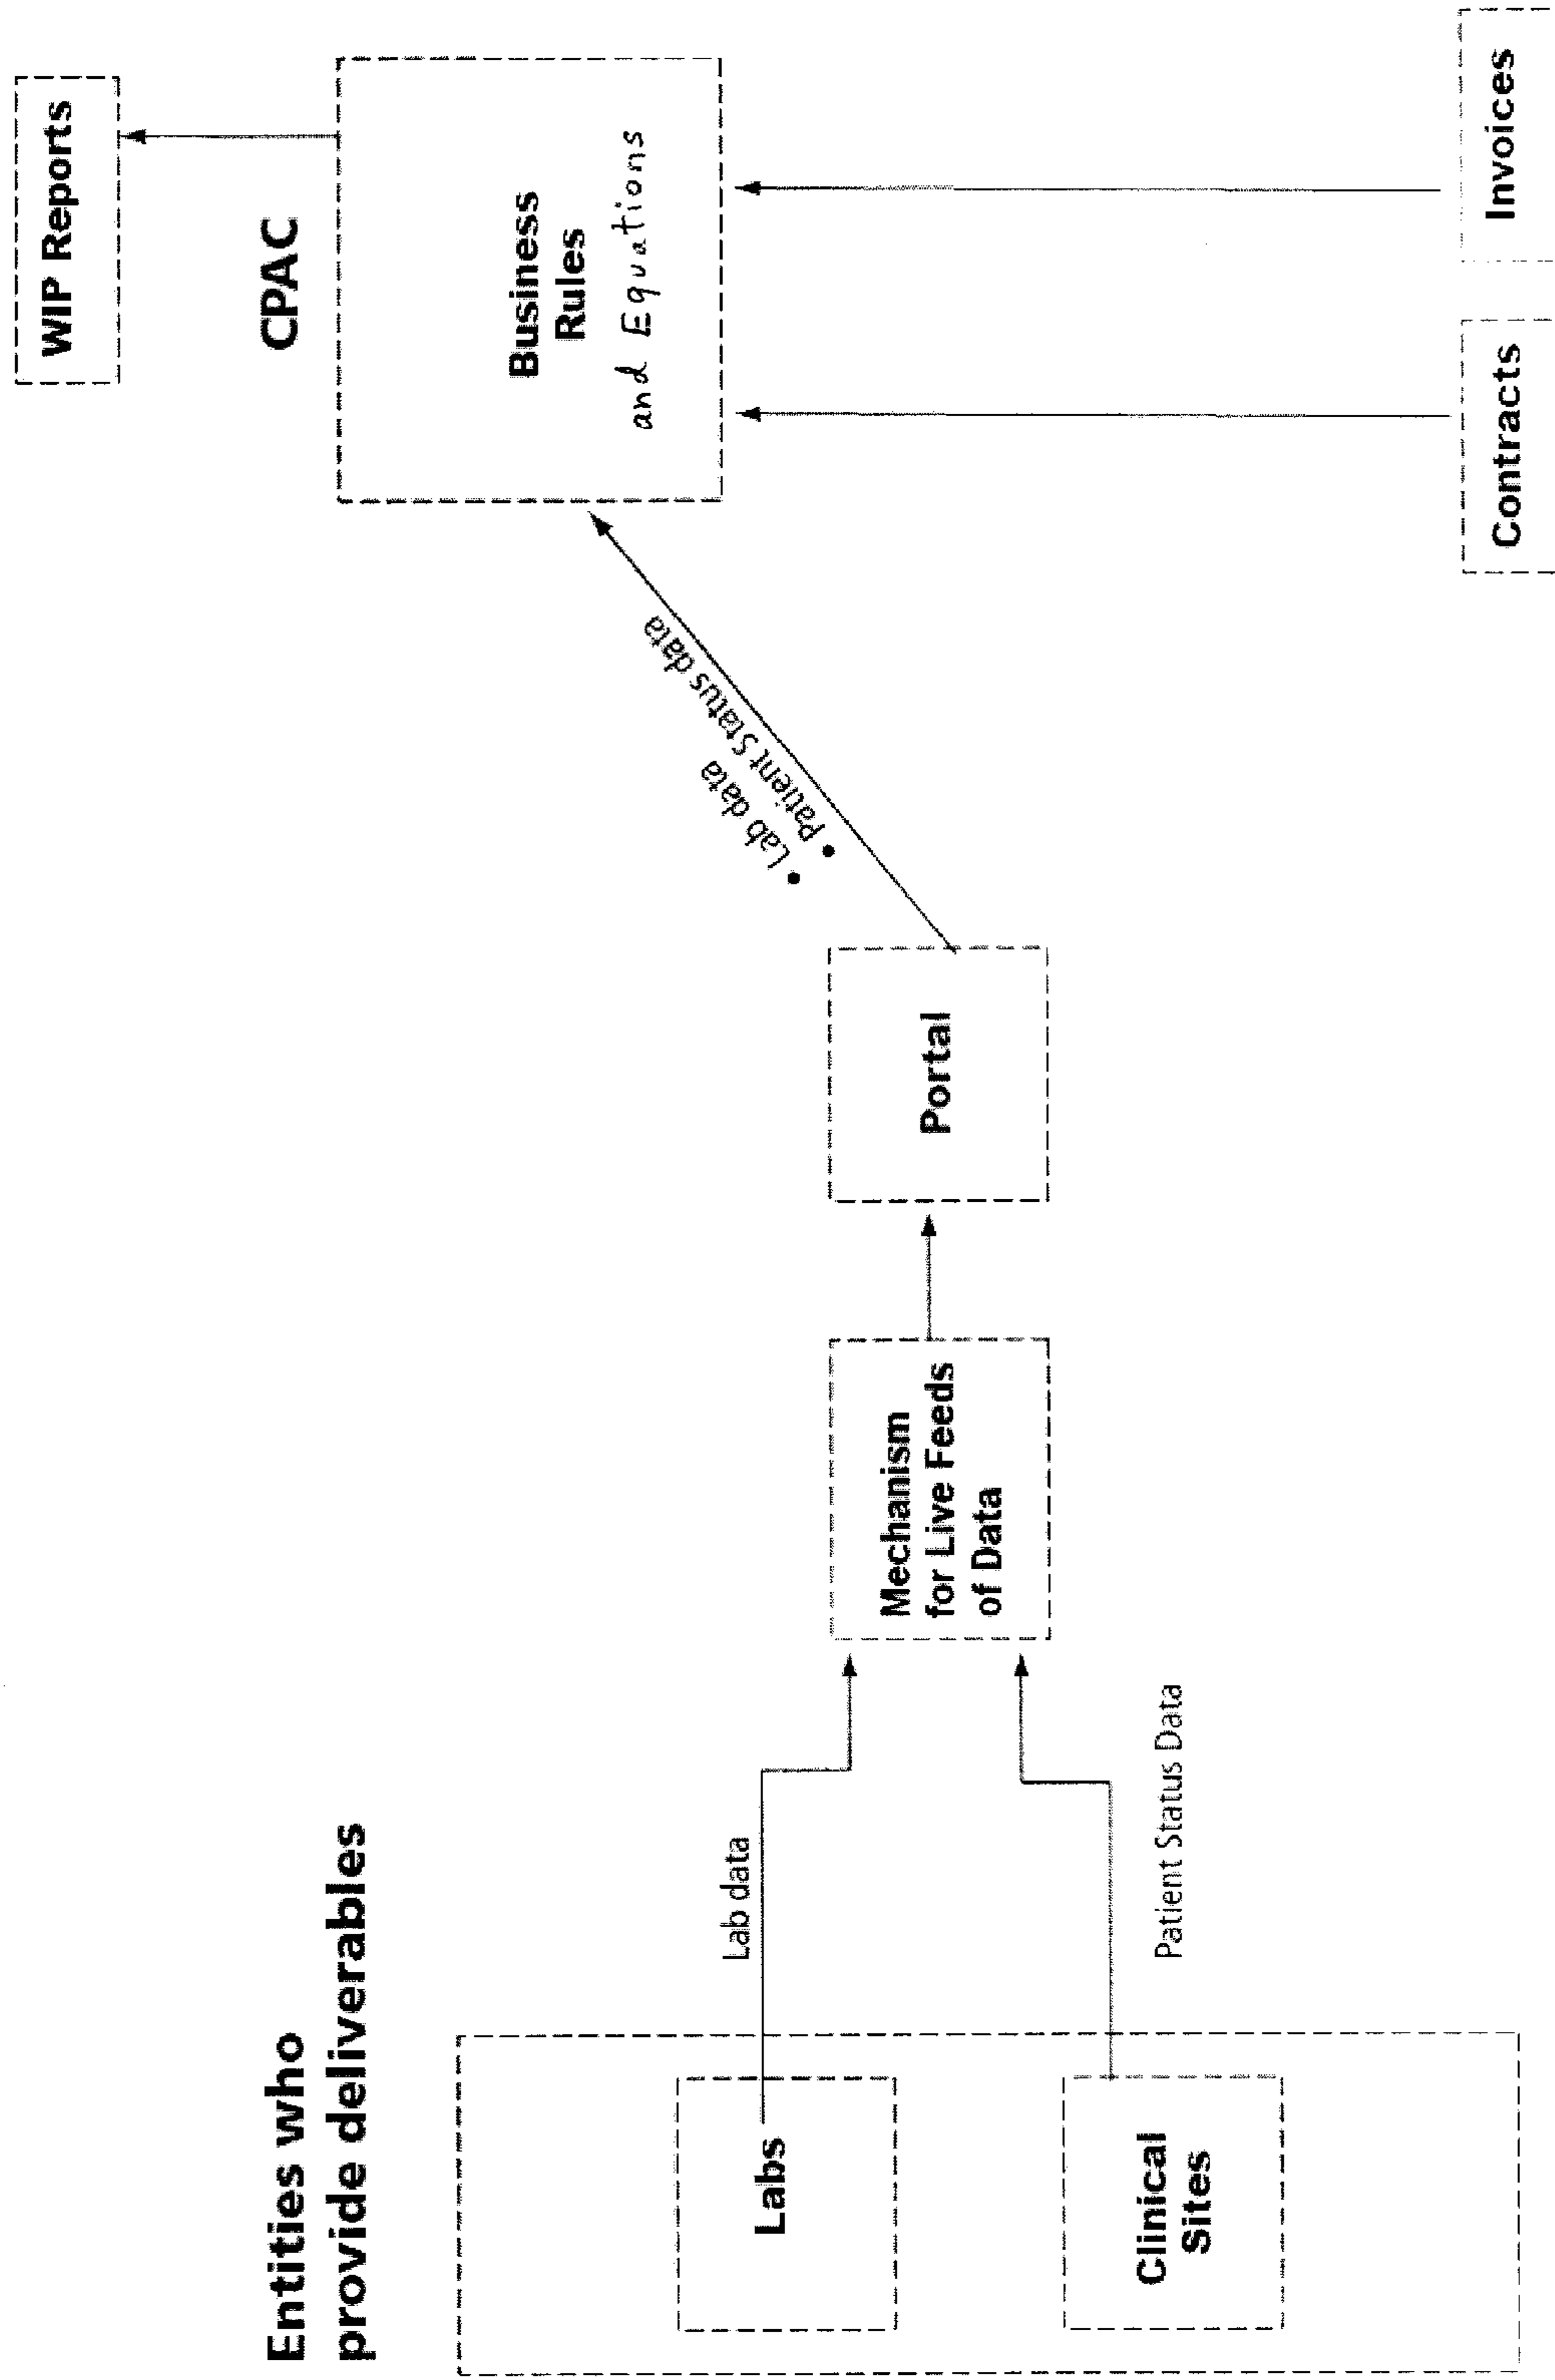 Entities who
provide deliverables
Labs
Clinical
Sites
Lab data
Patient Status Data
Mechanism
for Live Feeds
of Data
Portal
• Lab data
• Patient Status data
WIP Reports
CPAC
Business
Rules
and Equations
Contracts
Invoices